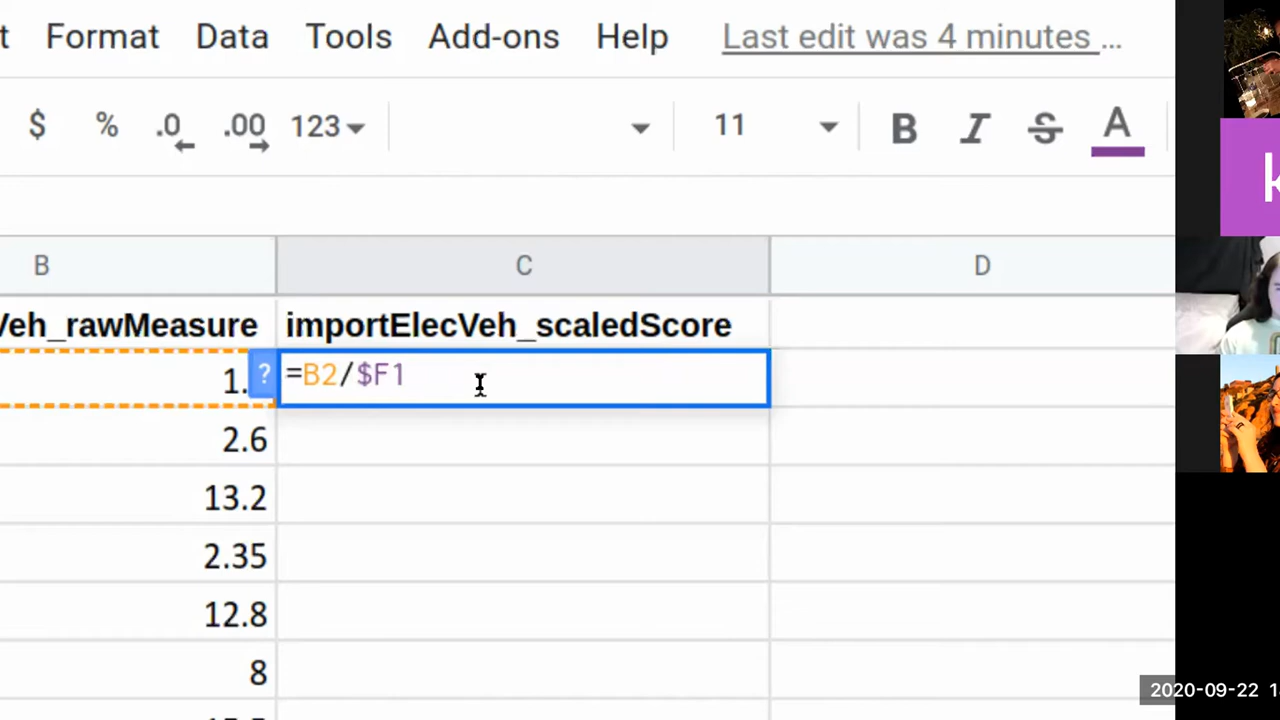 t Format Data Tools Add-ons Help Last edit was 4 minutes ...
$ % .0 .00 123 11 B I S A
B C D
Veh_rawMeasure importElecVeh_scaledScore
1. ? =B2/$F1
2.6
13.2
2.35
12.8
8
k
2020-09-22